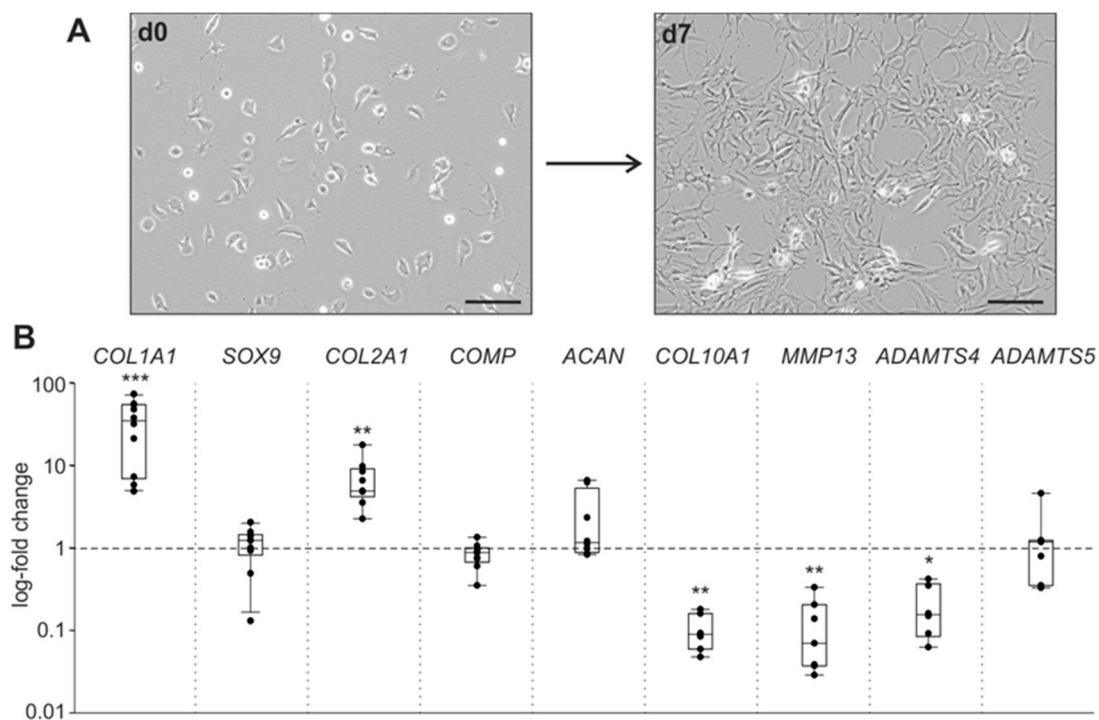 A
d0
d7
B
COL1A1 SOX9 COL2A1 COMP ACAN COL10A1 MMP13 ADAMTS4 ADAMTS5
*** ** ** ** *
log-fold change
100
10
1
0.1
0.01